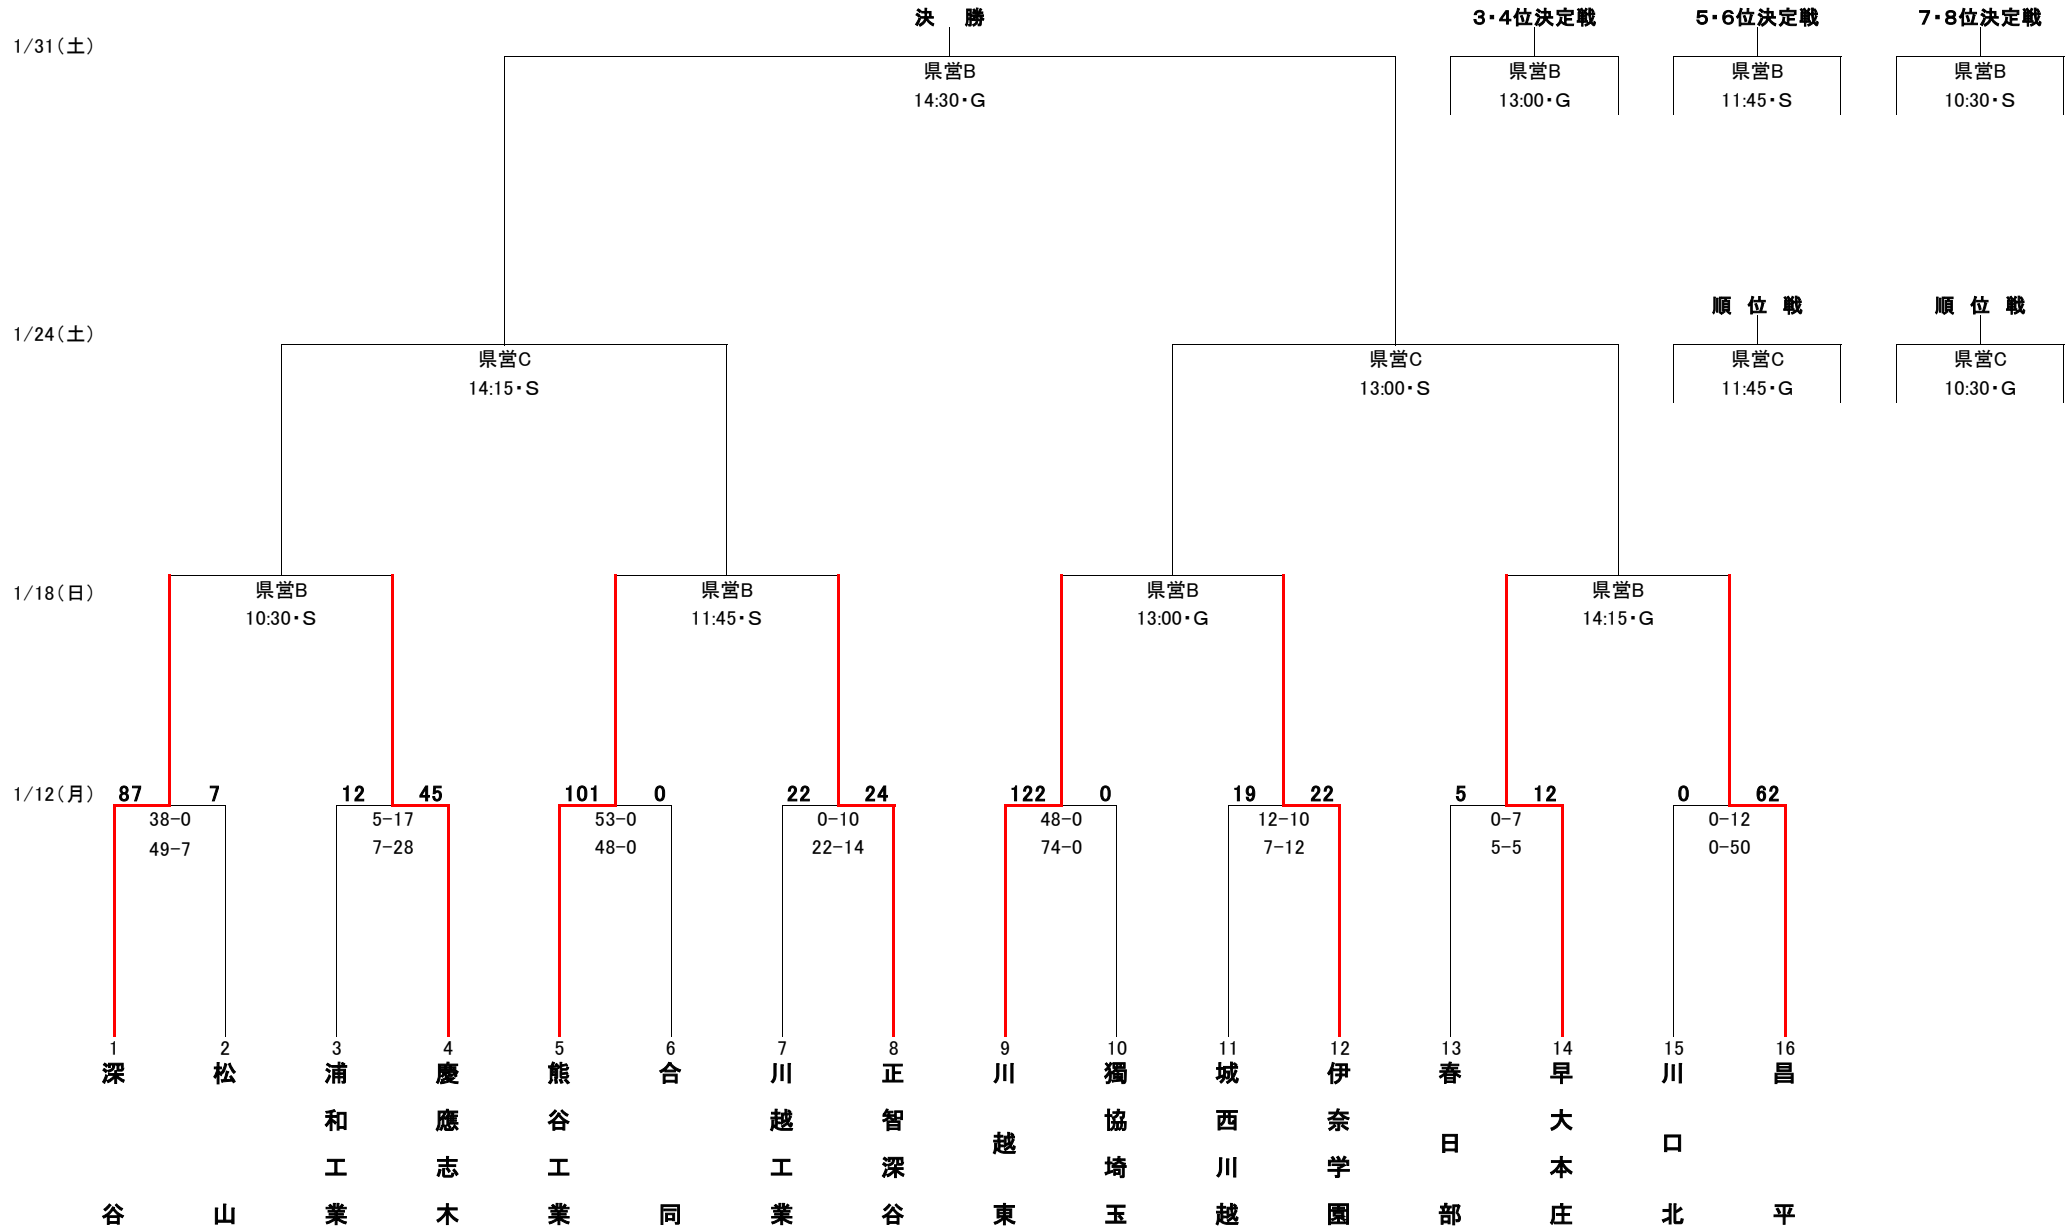 決　勝
3・4位決定戦
5・6位決定戦
7・8位決定戦
1/31(土)
県営B
14:30・G
県営B
13:00・G
県営B
11:45・S
県営B
10:30・S
順 位 戦
順 位 戦
1/24(土)
県営C
14:15・S
県営C
13:00・S
県営C
11:45・G
県営C
10:30・G
1/18(日)
県営B
10:30・S
県営B
11:45・S
県営B
13:00・G
県営B
14:15・G
1/12(月)
87 7
38-0
49-7
12 45
5-17
7-28
101 0
53-0
48-0
22 24
0-10
22-14
122 0
48-0
74-0
19 22
12-10
7-12
5 12
0-7
5-5
0 62
0-12
0-50
1
深谷
2
松山
3
浦和工業
4
慶應志木
5
熊谷工業
6
合同
7
川越工業
8
正智深谷
9
川越東
10
獨協埼玉
11
城西川越
12
伊奈学園
13
春日部
14
早大本庄
15
川口北
16
昌平